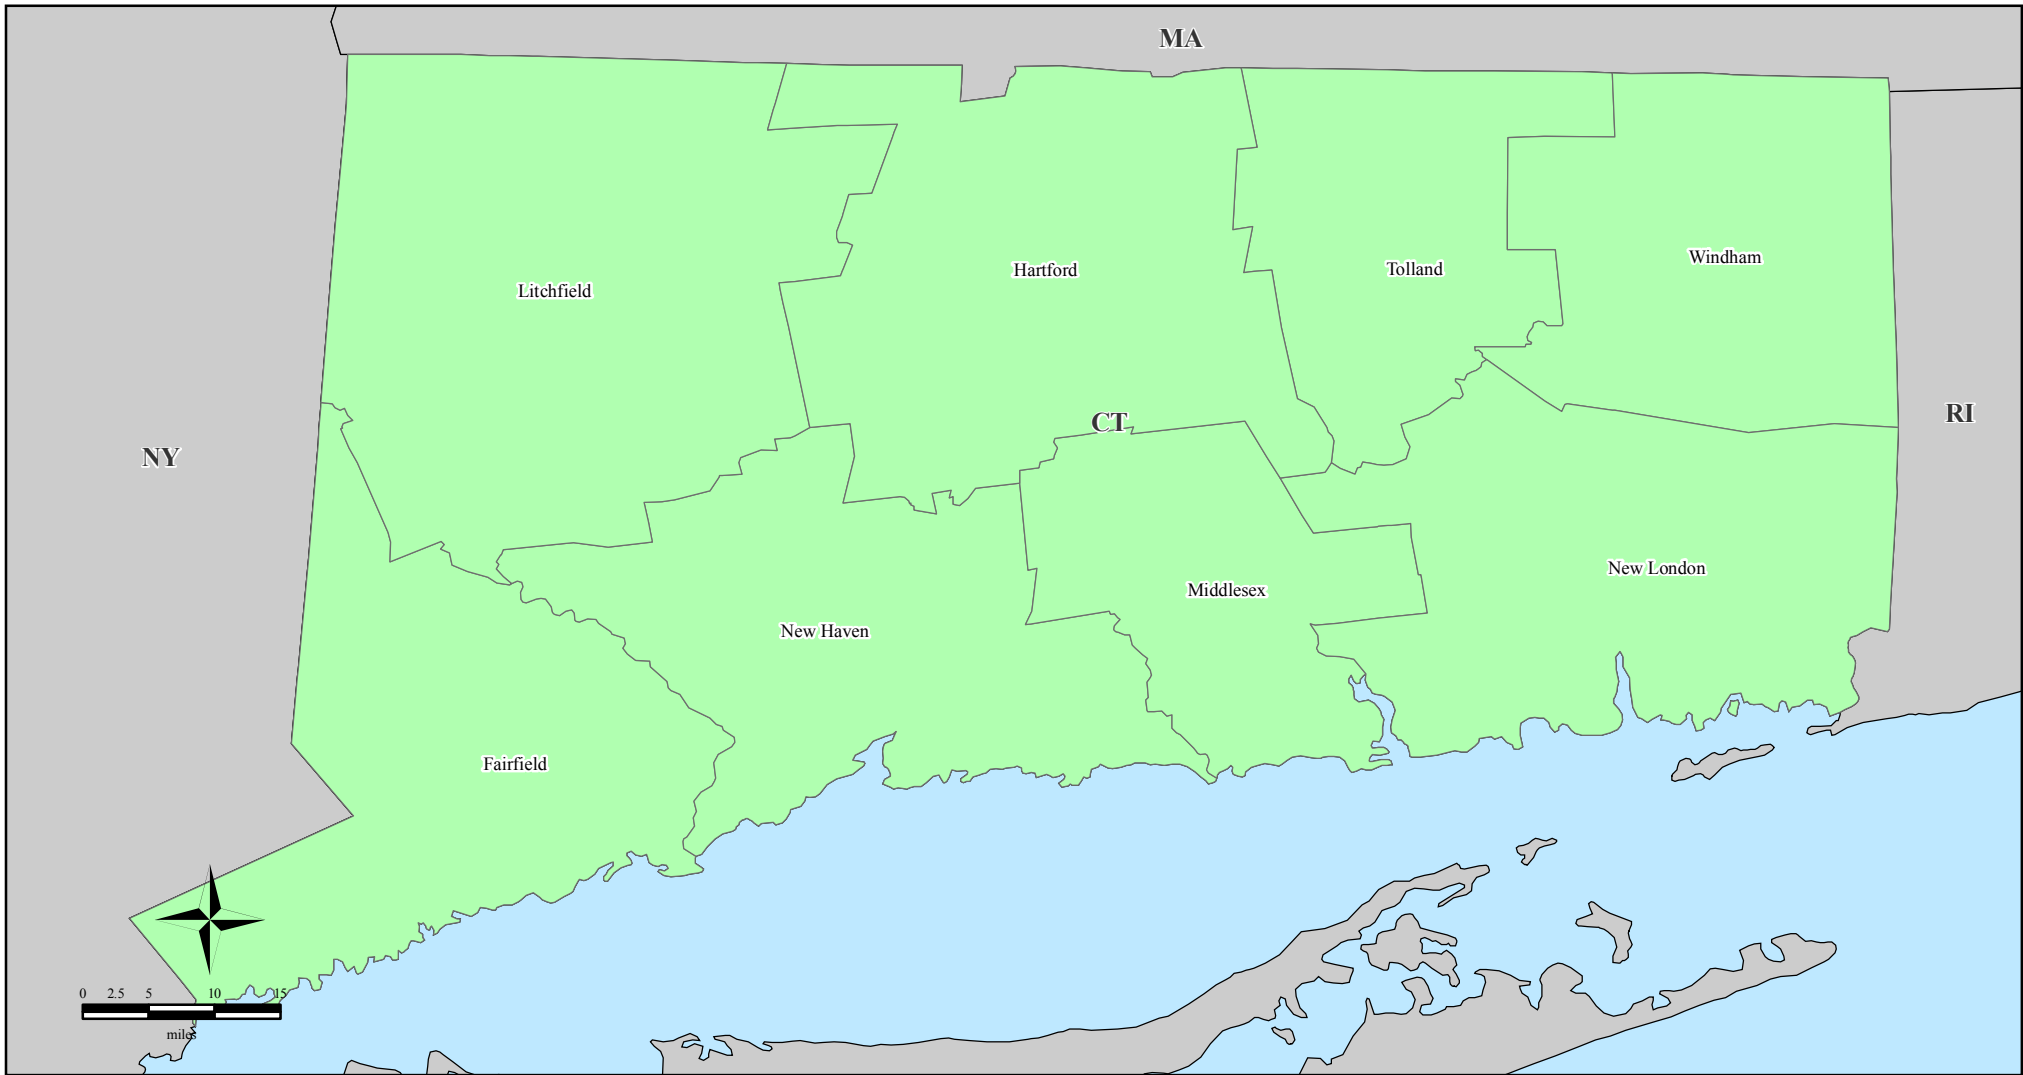 MA
Windham
Hartford
Tolland
Litchfield
RI
CT
NY
New London
Middlesex
New Haven
Fairfield
0 2.5 5 10 15
miles